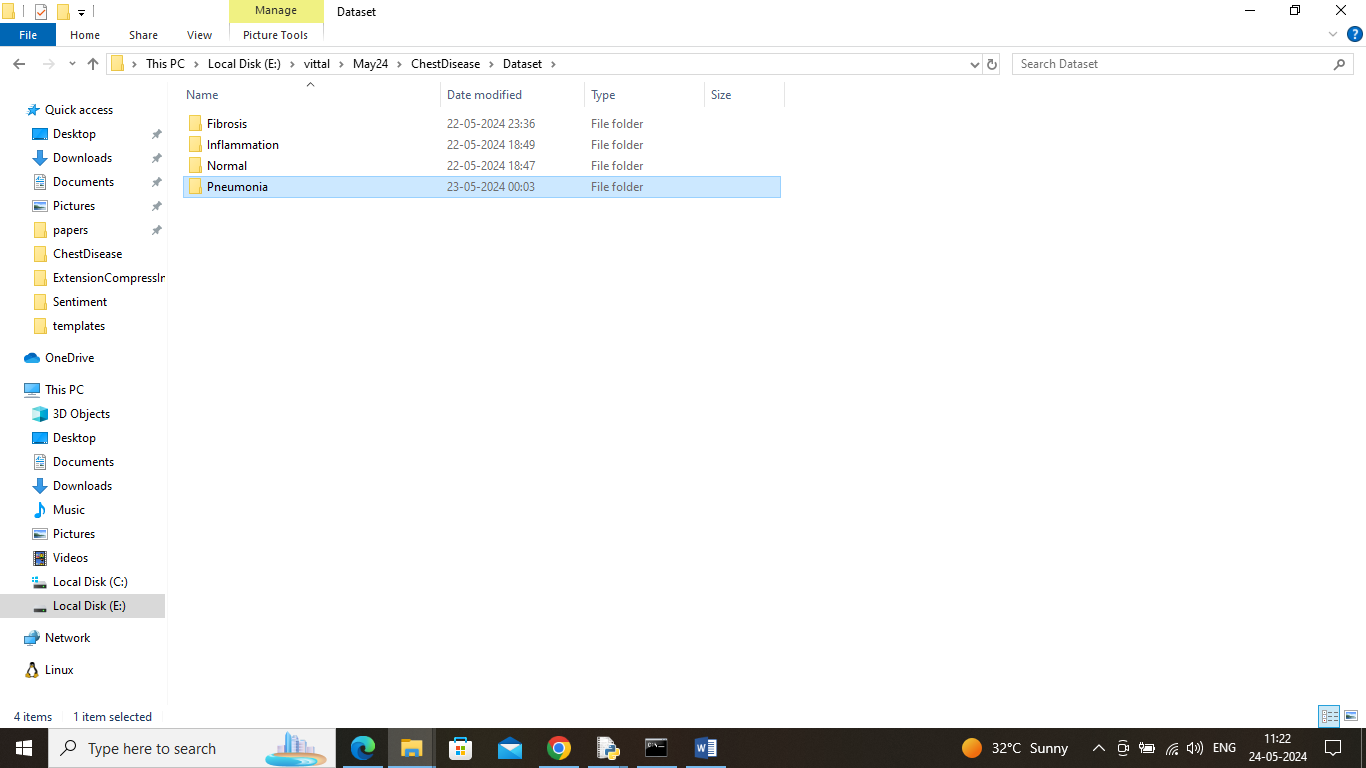 Manage
Dataset
File
Home
Share
View
Picture Tools
This PC
Local Disk (E:)
vittal
May24
ChestDisease
Dataset
Search Dataset
Name
Date modified
Type
Size
Fibrosis 22-05-2024 23:36 File folder
Inflammation 22-05-2024 18:49 File folder
Normal 22-05-2024 18:47 File folder
Pneumonia 23-05-2024 00:03 File folder
Quick access
Desktop
Downloads
Documents
Pictures
papers
ChestDisease
ExtensionCompressIr
Sentiment
templates
OneDrive
This PC
3D Objects
Desktop
Documents
Downloads
Music
Pictures
Videos
Local Disk (C:)
Local Disk (E:)
Network
Linux
4 items
1 item selected
Type here to search
32°C Sunny
ENG
11:22
24-05-2024